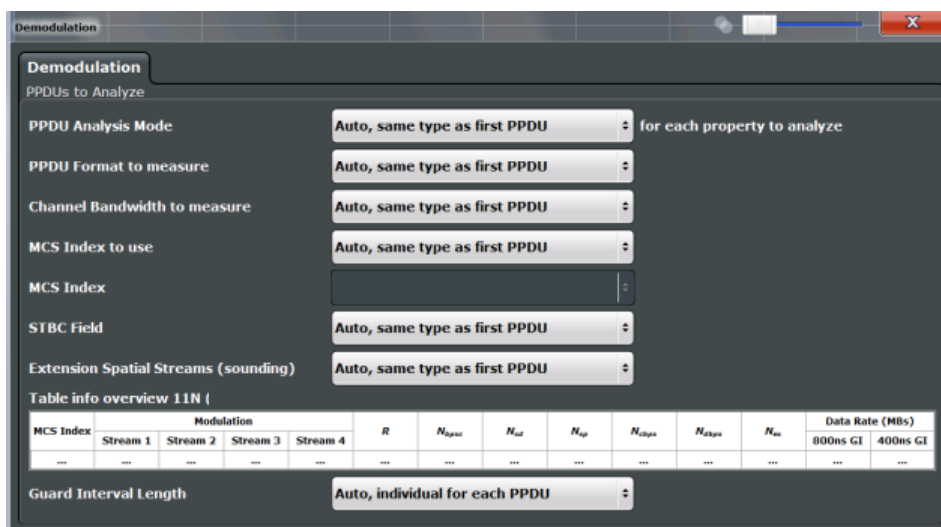 Demodulation
X
Demodulation
PPDUs to Analyze
PPDU Analysis Mode Auto, same type as first PPDU for each property to analyze
PPDU Format to measure Auto, same type as first PPDU
Channel Bandwidth to measure Auto, same type as first PPDU
MCS Index to use Auto, same type as first PPDU
MCS Index
STBC Field Auto, same type as first PPDU
Extension Spatial Streams (sounding) Auto, same type as first PPDU
Table info overview 11N (
MCS Index Modulation R Nbpsc Nsd Nsp Ncbps Ndbps Nes Data Rate (MBs)
Stream 1 Stream 2 Stream 3 Stream 4 800ns GI 400ns GI
... ... ... ... ... ... ... ... ... ... ... ... ... ...
Guard Interval Length Auto, individual for each PPDU